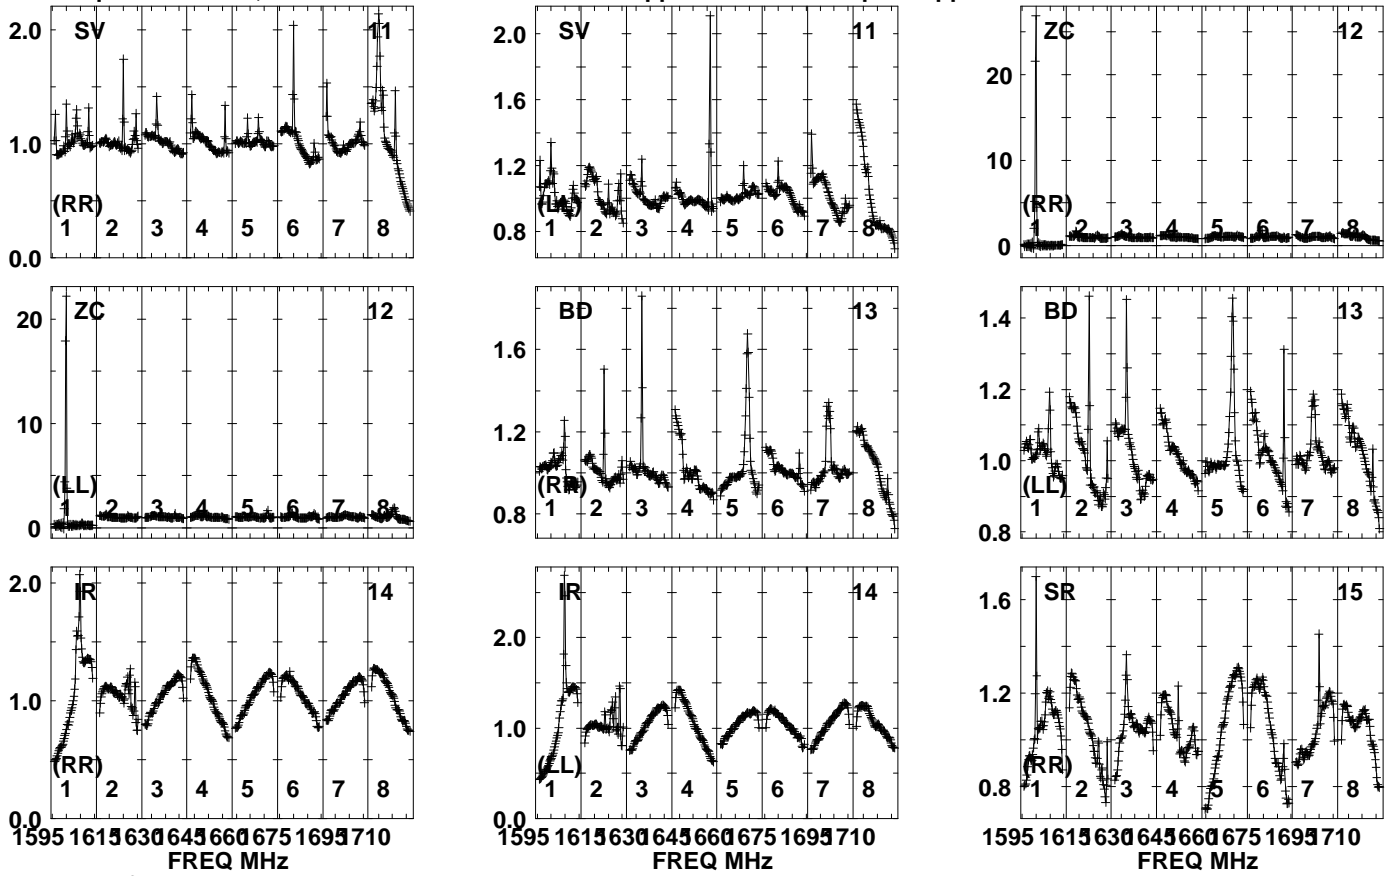 2.0 SV 11
1.0
(RR)
1 2 3 4 5 6 7 8
0.0
2.0 SV 11
1.6
1.2
(LL)
0.8 1 2 3 4 5 6 7 8
ZC 12
20
10
(RR)
1 2 3 4 5 6 7 8
0
ZC 12
20
10
(LL)
1 2 3 4 5 6 7 8
0
BD 13
1.6
1.2
(RR)
0.8 1 2 3 4 5 6 7 8
BD 13
1.4
1.2
1.0
(LL)
1 2 3 4 5 6 7 8
0.8
2.0 IR 14
1.0
(RR)
1 2 3 4 5 6 7 8
0.0
1595 1615 1630 1645 1660 1675 1695 1710
FREQ MHz
IR 14
2.0
1.0
(LL)
1 2 3 4 5 6 7 8
0.0
1595 1615 1630 1645 1660 1675 1695 1710
FREQ MHz
SR 15
1.6
1.2
(RR)
0.8 1 2 3 4 5 6 7 8
1595 1615 1630 1645 1660 1675 1695 1710
FREQ MHz